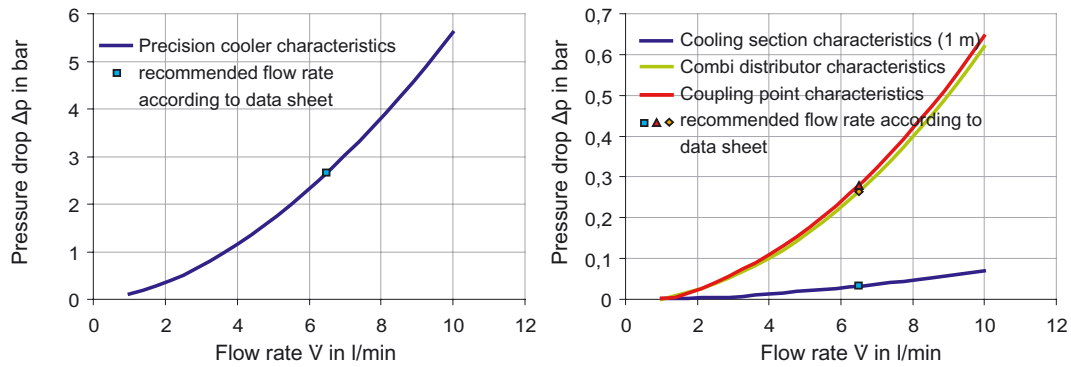 6
5
4
3
2
1
0
Pressure drop Δp in bar
Precision cooler characteristics
recommended flow rate
according to data sheet
0 2 4 6 8 10 12
Flow rate V̇ in l/min
0,7
0,6
0,5
0,4
0,3
0,2
0,1
0
Pressure drop Δp in bar
Cooling section characteristics (1 m)
Combi distributor characteristics
Coupling point characteristics
recommended flow rate according to
data sheet
0 2 4 6 8 10 12
Flow rate V̇ in l/min